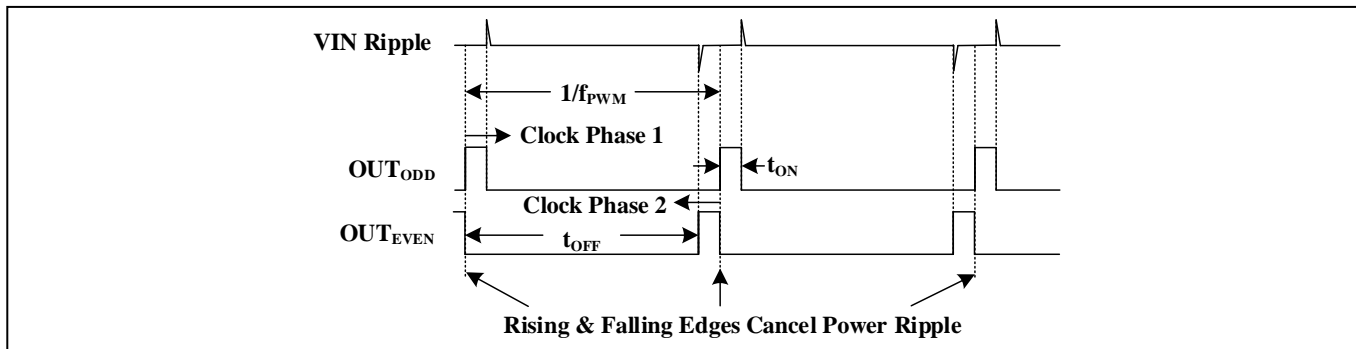 VIN Ripple
1/fPWM
Clock Phase 1
OUTODD
tON
Clock Phase 2
OUTEVEN
tOFF
Rising & Falling Edges Cancel Power Ripple